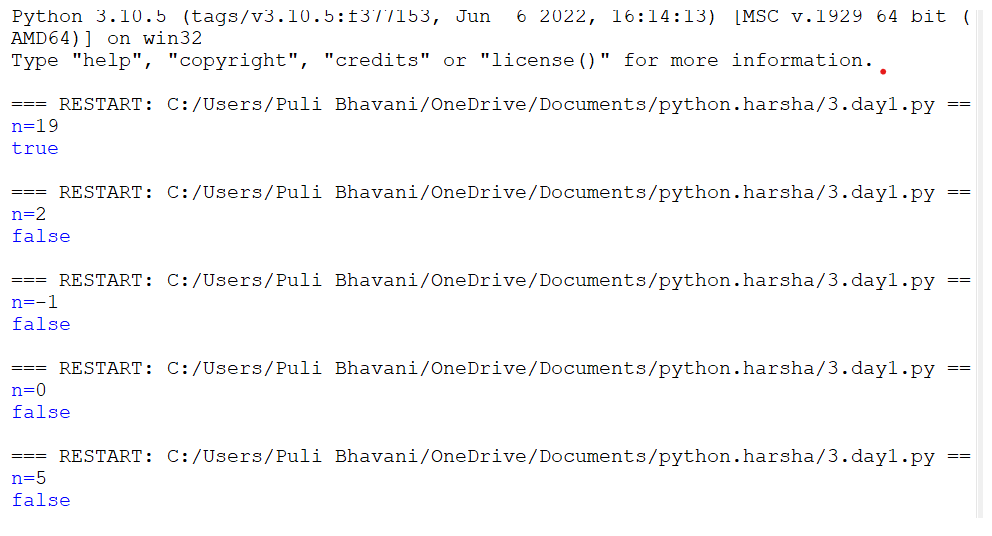 Python 3.10.5 (tags/v3.10.5:f377153, Jun  6 2022, 16:14:13) [MSC v.1929 64 bit (
AMD64)] on win32
Type "help", "copyright", "credits" or "license()" for more information.
=== RESTART: C:/Users/Puli Bhavani/OneDrive/Documents/python.harsha/3.day1.py ==
n=19
true
=== RESTART: C:/Users/Puli Bhavani/OneDrive/Documents/python.harsha/3.day1.py ==
n=2
false
=== RESTART: C:/Users/Puli Bhavani/OneDrive/Documents/python.harsha/3.day1.py ==
n=-1
false
=== RESTART: C:/Users/Puli Bhavani/OneDrive/Documents/python.harsha/3.day1.py ==
n=0
false
=== RESTART: C:/Users/Puli Bhavani/OneDrive/Documents/python.harsha/3.day1.py ==
n=5
false